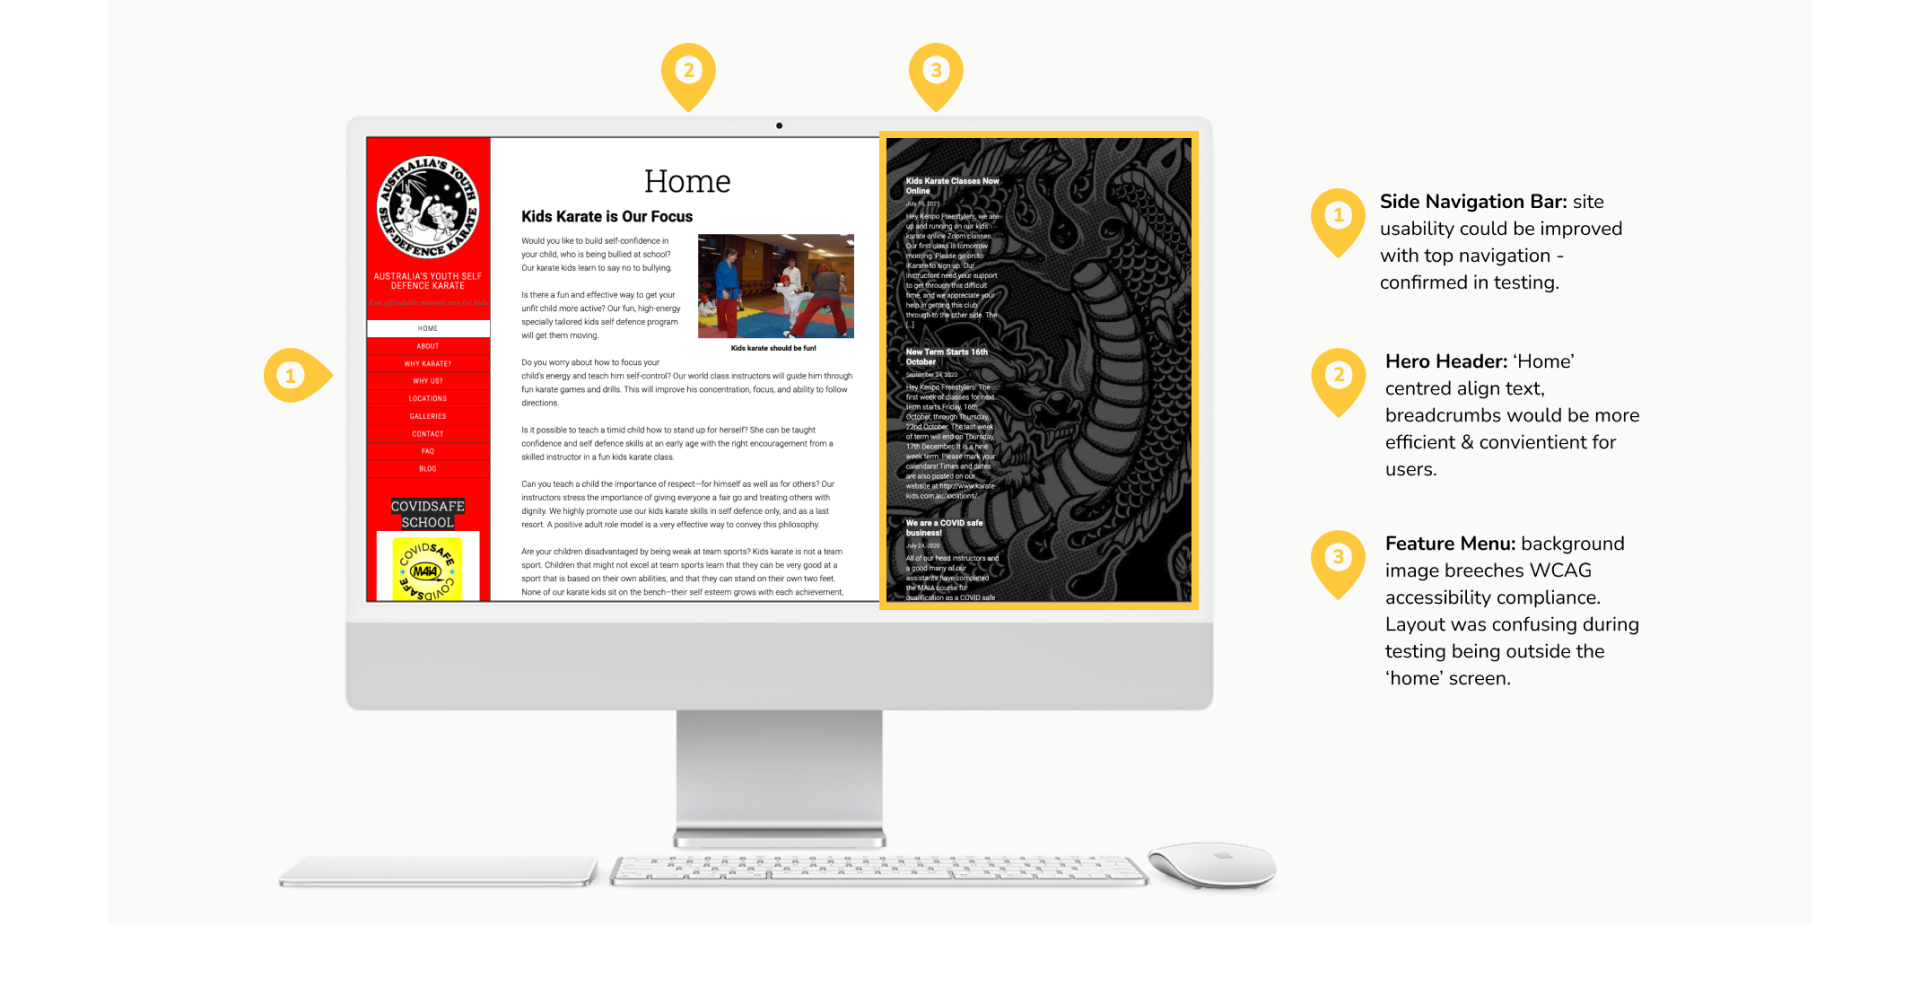 2
3
AUSTRALIA'S YOUTH
SELF-DEFENCE KARATE
AUSTRALIA'S YOUTH SELF
DEFENCE KARATE
Fun affordable martial arts for kids.
HOME
ABOUT
WHY KARATE?
WHY US?
LOCATIONS
GALLERIES
CONTACT
FAQ
BLOG
COVIDSAFE
SCHOOL
COVIDSAFE
MAIA
COVIDSAFE
1
Home
Kids Karate is Our Focus
Would you like to build self-confidence in
your child, who is being bullied at school?
Our karate kids learn to say no to bullying.
Is there a fun and effective way to get your
unfit child more active? Our fun, high-energy
specially tailored kids self defence program
will get them moving.
Kids karate should be fun!
Do you worry about how to focus your
child's energy and teach him self-control? Our world class instructors will guide him through
fun karate games and drills. This will improve his concentration, focus, and ability to follow
directions.
Is it possible to teach a timid child how to stand up for herself? She can be taught
confidence and self defence skills at an early age with the right encouragement from a
skilled instructor in a fun kids karate class.
Can you teach a child the importance of respect—for himself as well as for others? Our
instructors stress the importance of giving everyone a fair go and treating others with
dignity. We highly promote use our kids karate skills in self defence only, and as a last
resort. A positive adult role model is a very effective way to convey this philosophy.
Are your children disadvantaged by being weak at team sports? Kids karate is not a team
sport. Children that might not excel at team sports learn that they can be very good at a
sport that is based on their own abilities, and that they can stand on their own two feet.
None of our karate kids sit on the bench–their self esteem grows with each achievement,
Kids Karate Classes Now
Online
July 16, 2021
Hey Kenpo Freestylers, we are
up and running on our kids
karate online Zoom classes.
Our first class is tomorrow
morning. Please go on to
iKarate to sign up. Our
instructors need your support
to get through this difficult
time, and we appreciate your
help in getting this club
through to the other side. The
[...]
New Term Starts 16th
October
September 24, 2020
Hey Kenpo Freestylers! The
first week of classes for next
term starts Friday, 16th
October, through Thursday,
22nd October. The last week
of term will end on Thursday,
17th December. It is a nine
week term. Please mark your
calendars! Times and dates
are also posted on our
website at http://www.karate-
kids.com.au/locations/
We are a COVID safe
business!
July 24, 2020
All of our head instructors and
a good many of our
assistants have completed
the MAIA course for
qualification as a COVID safe
1
Side Navigation Bar: site
usability could be improved
with top navigation -
confirmed in testing.
2
Hero Header: ‘Home’
centred align text,
breadcrumbs would be more
efficient & convientient for
users.
3
Feature Menu: background
image breeches WCAG
accessibility compliance.
Layout was confusing during
testing being outside the
‘home’ screen.